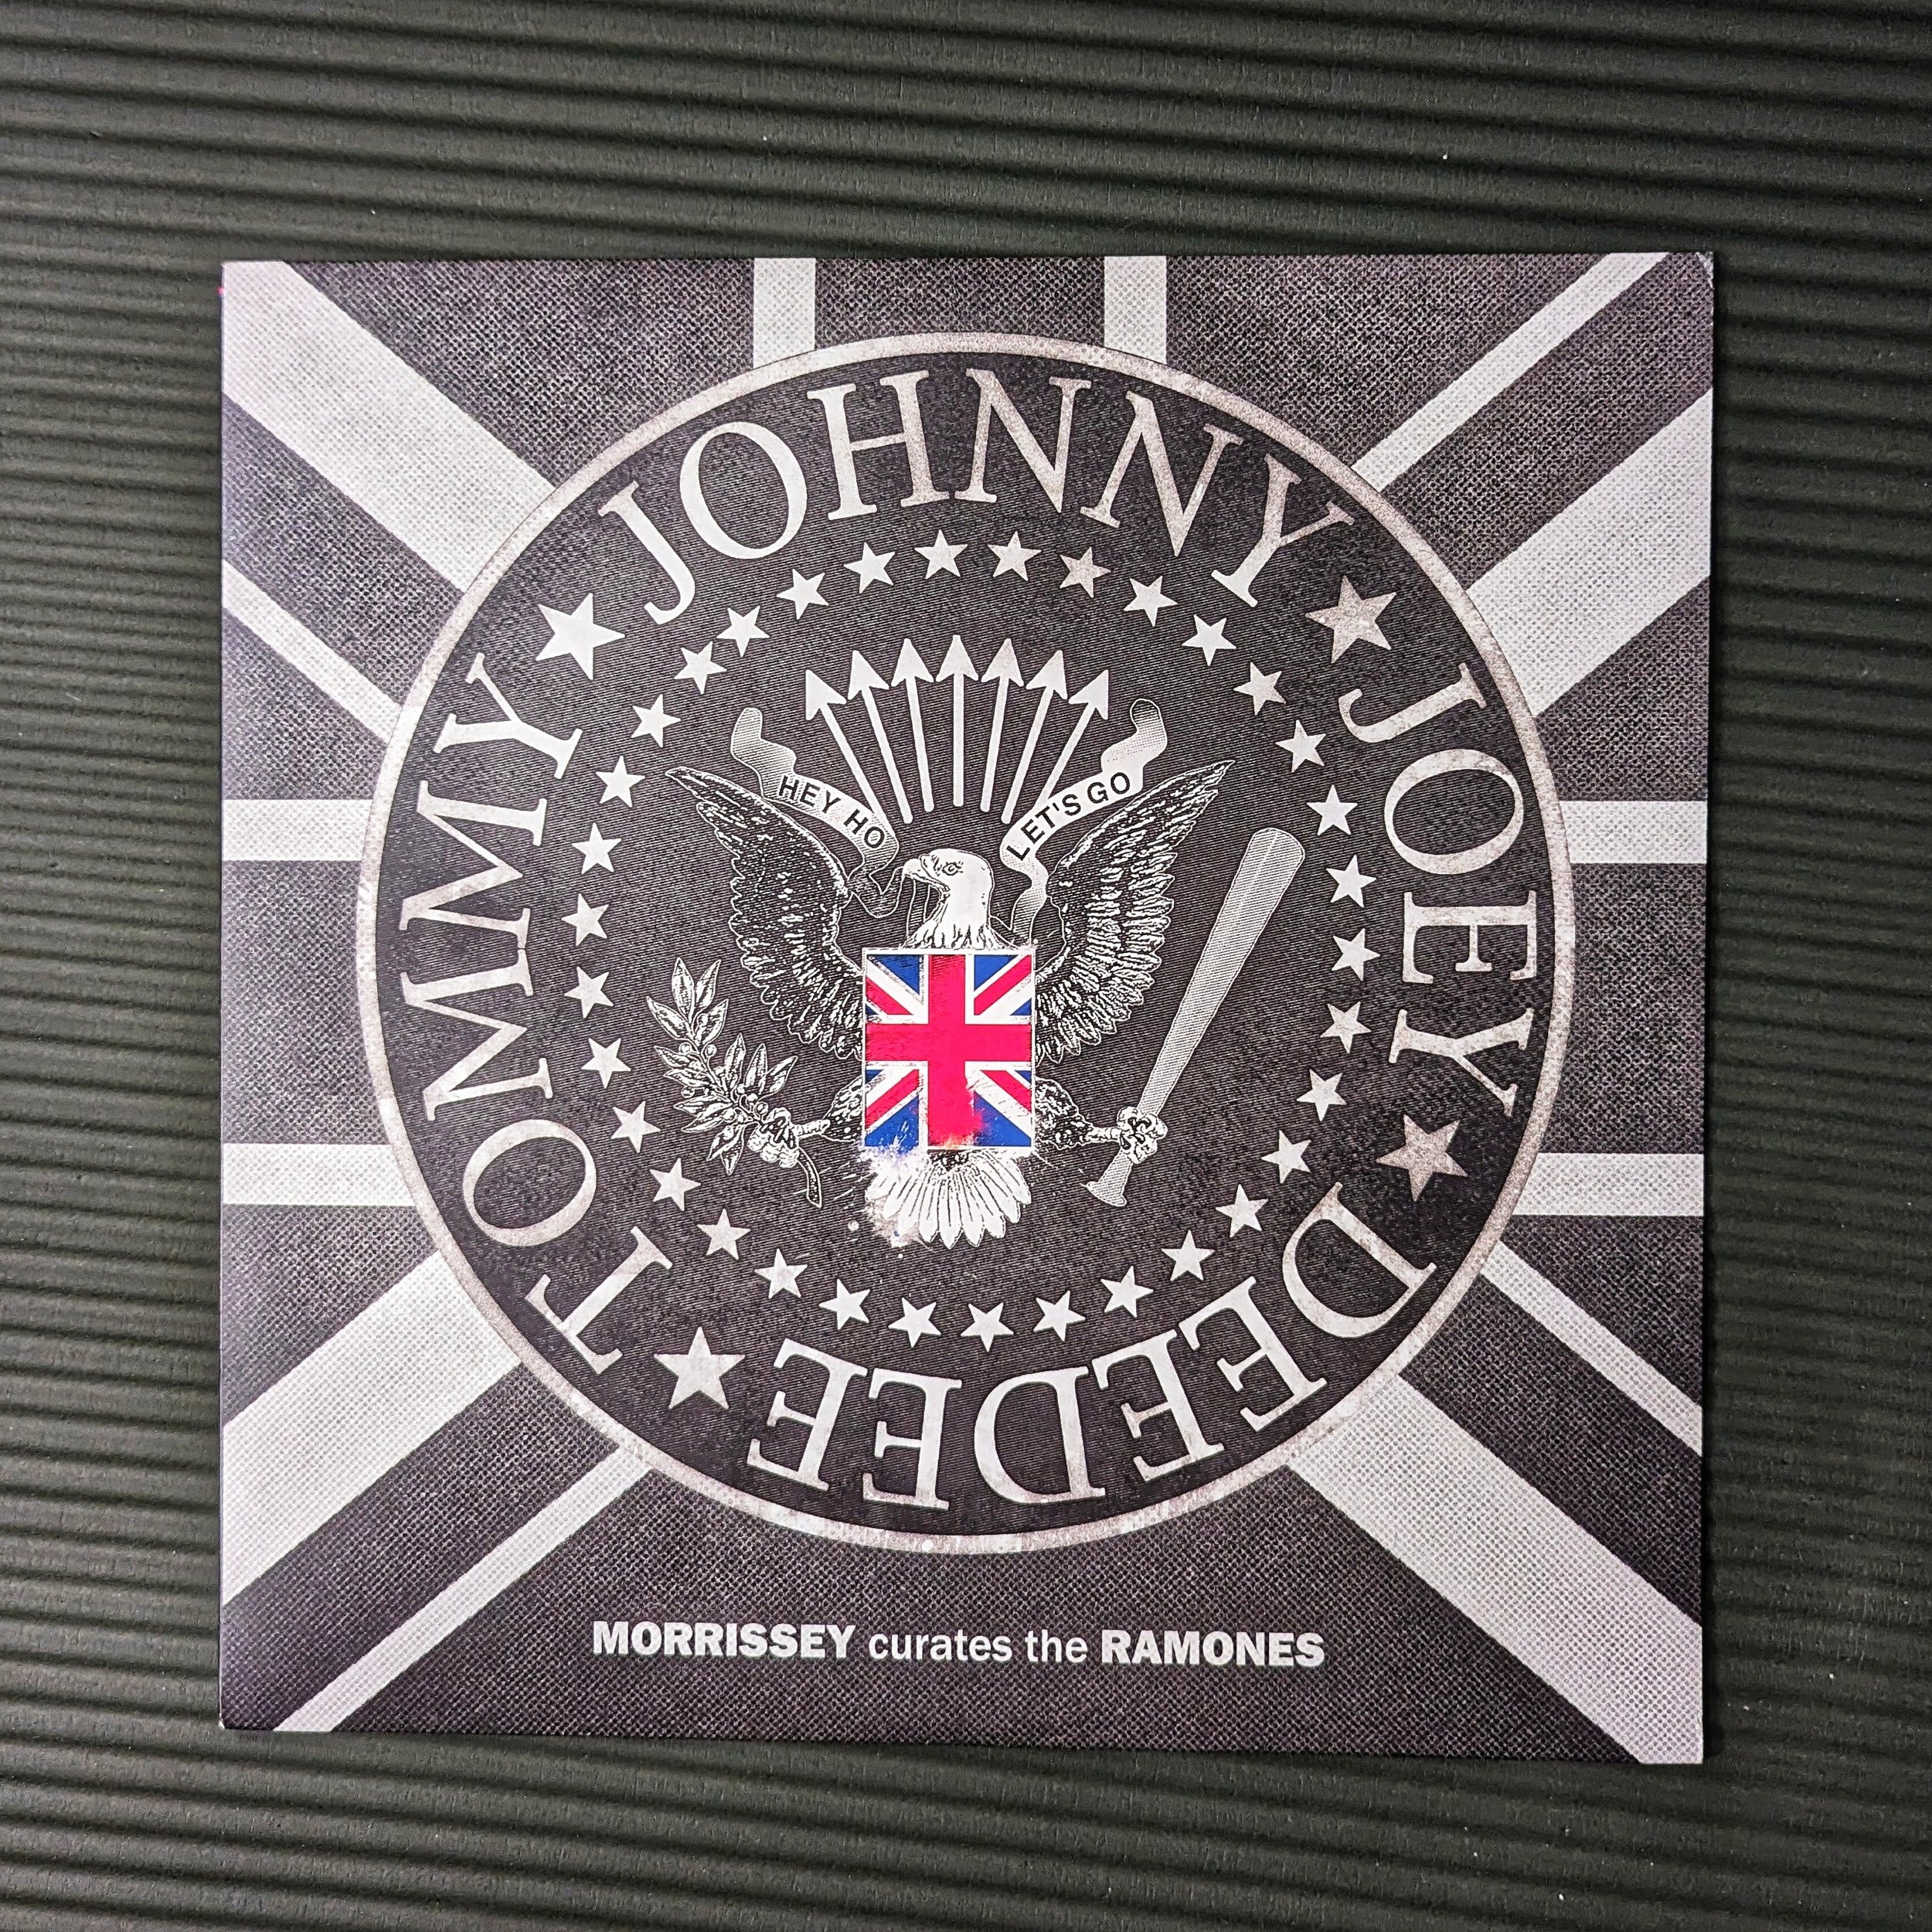 JOHNNY
JOEY
DEEDEE
TOMMY
HEY HO
LET'S GO
MORRISSEY curates the RAMONES